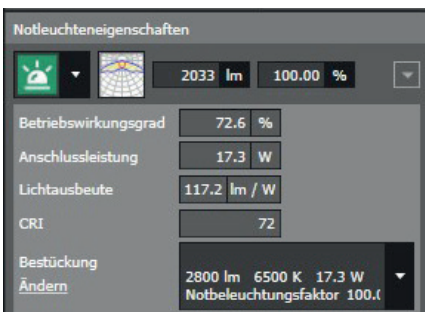 Notleuchteneigenschaften
2033 lm 100.00 %
Betriebswirkungsgrad 72.6 %
Anschlussleistung 17.3 W
Lichtausbeute 117.2 lm / W
CRI 72
Bestückung
Ändern
2800 lm 6500 K 17.3 W
Notbeleuchtungsfaktor 100.(